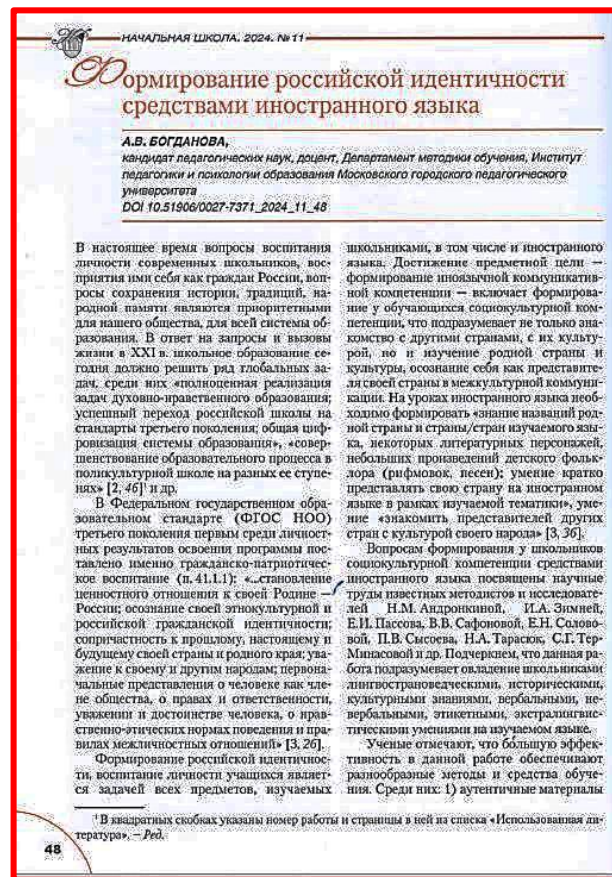 НАЧАЛЬНАЯ ШКОЛА. 2024. № 11
Формирование российской идентичности
средствами иностранного языка
А.В. БОГДАНОВА,
кандидат педагогических наук, доцент, Департамент методики обучения, Институт
педагогики и психологии образования Московского городского педагогического
университета
DOI 10.51906/0027-7371_2024_11_48
В настоящее время вопросы воспитания
личности современных школьников, вос-
приятия ими себя как граждан России, воп-
росы сохранения истории, традиций, на-
родной памяти являются приоритетными
для нашего общества, для всей системы об-
разования. В ответ на запросы и вызовы
жизни в XXI в. школьное образование се-
годня должно решить ряд глобальных за-
дач, среди них «полноценная реализация
задач духовно-нравственного образования;
успешный переход российской школы на
стандарты третьего поколения; общая циф-
ровизация системы образования», «совер-
шенствование образовательного процесса в
поликультурной школе на разных ее ступе-
нях» [2, 46]¹ и др.
В Федеральном государственном обра-
зовательном стандарте (ФГОС НОО)
третьего поколения первым среди личност-
ных результатов освоения программы пос-
тавлено именно гражданско-патриотичес-
кое воспитание (п. 41.1.1): «...становление
ценностного отношения к своей Родине –
России; осознание своей этнокультурной и
российской гражданской идентичности;
сопричастность к прошлому, настоящему и
будущему своей страны и родного края; ува-
жение к своему и другим народам; первона-
чальные представления о человеке как чле-
не общества, о правах и ответственности,
уважении и достоинстве человека, о нрав-
ственно-этических нормах поведения и пра-
вилах межличностных отношений» [3, 26].
Формирование российской идентичнос-
ти, воспитание личности учащихся являет-
ся задачей всех предметов, изучаемых
школьниками, в том числе и иностранного
языка. Достижение предметной цели –
формирование иноязычной коммуникатив-
ной компетенции – включает формирова-
ние у обучающихся социокультурной ком-
петенции, что подразумевает не только зна-
комство с другими странами, с их культу-
рой, но и изучение родной страны и
культуры, осознание себя как представите-
ля своей страны в межкультурной коммуни-
кации. На уроках иностранного языка необ-
ходимо формировать «знание названий род-
ной страны и страны/стран изучаемого язы-
ка, некоторых литературных персонажей,
небольших произведений детского фольк-
лора (рифмовок, песен); умение кратко
представлять свою страну на иностранном
языке в рамках изучаемой тематики», уме-
ние «знакомить представителей других
стран с культурой своего народа» [3, 36].
Вопросам формирования у школьников
социокультурной компетенции средствами
иностранного языка посвящены научные
труды известных методистов и исследовате-
лей Н.М. Андронкиной, И.А. Зимней,
Е.И. Пассова, В.В. Сафоновой, Е.Н. Соло­во-
вой, П.В. Сысоева, Н.А. Тарасюк, С.Г. Тер-
Минасовой и др. Подчеркнем, что данная ра-
бота подразумевает овладение школьниками
лингвострановедческими, историческими,
культурными знаниями, вербальными, не-
вербальными, этикетными, экстралингвис-
тическими умениями на изучаемом языке.
Ученые отмечают, что бо́льшую эффек-
тивность в данной работе обеспечивают
разнообразные методы и средства обуче-
ния. Среди них: 1) аутентичные материалы
¹ В квадратных скобках указаны номер работы и страницы в ней из списка «Использованная ли-
тература». – Ред.
48